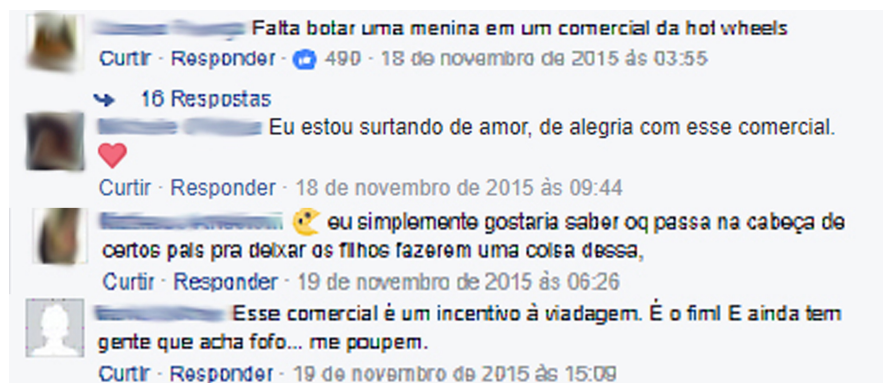 Falta botar uma menina em um comercial da hot wheels
Curtir · Responder · 490 · 18 de novembro de 2015 às 03:55
16 Respostas
Eu estou surtando de amor, de alegria com esse comercial.
Curtir · Responder · 18 de novembro de 2015 às 09:44
eu simplemente gostaria saber oq passa na cabeça de
certos pais pra deixar os filhos fazerem uma coisa dessa,
Curtir · Responder · 19 de novembro de 2015 às 06:26
Esse comercial é um incentivo à viadagem. É o fim! E ainda tem
gente que acha fofo... me poupem.
Curtir · Responder · 19 de novembro de 2015 às 15:09